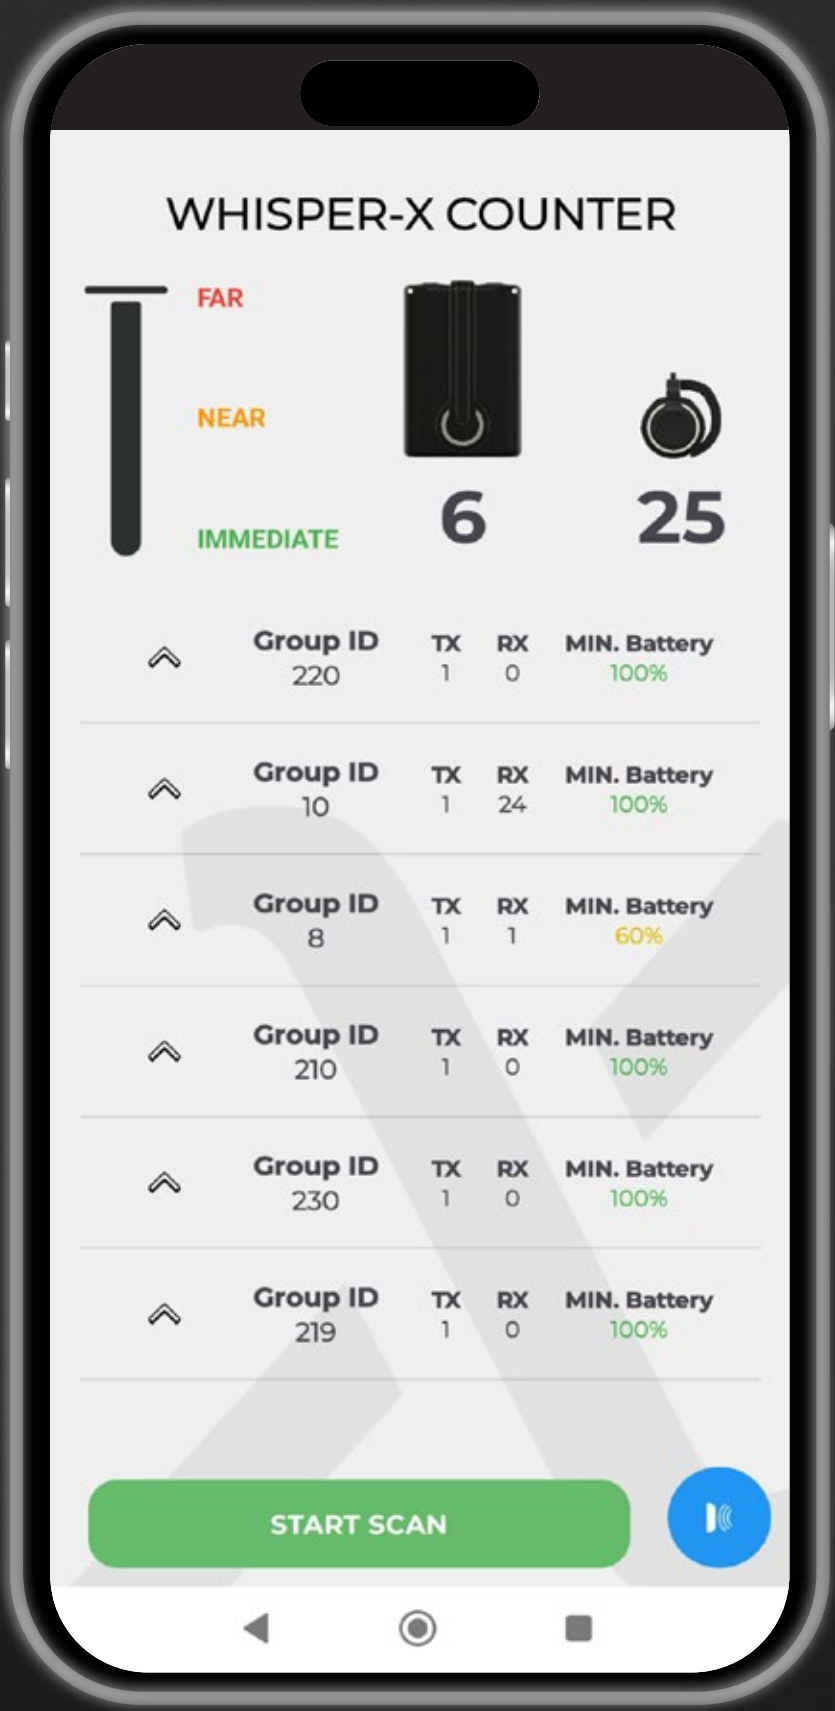 WHISPER-X COUNTER
FAR
NEAR
IMMEDIATE
6 25
Group ID TX RX MIN. Battery
220 1 0 100%
Group ID TX RX MIN. Battery
10 1 24 100%
Group ID TX RX MIN. Battery
8 1 1 60%
Group ID TX RX MIN. Battery
210 1 0 100%
Group ID TX RX MIN. Battery
230 1 0 100%
Group ID TX RX MIN. Battery
219 1 0 100%
START SCAN